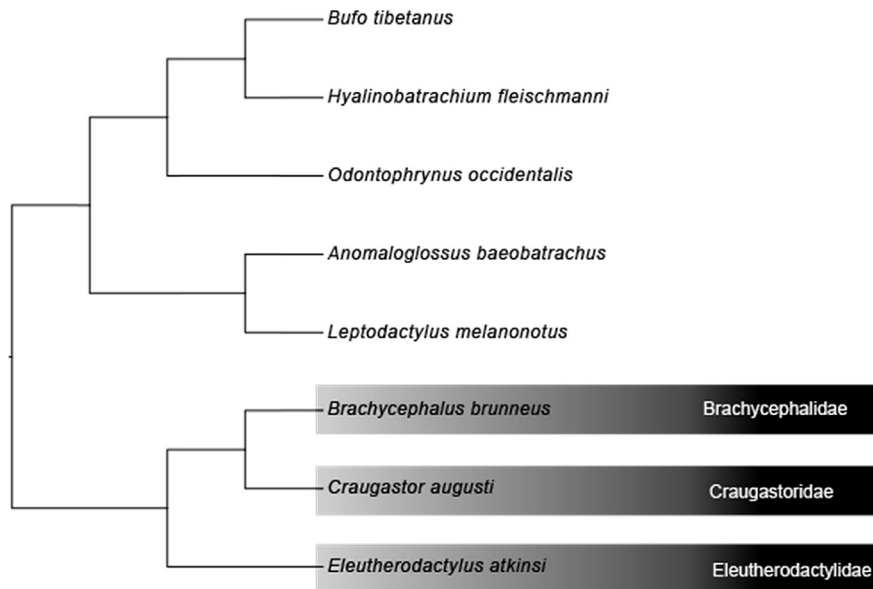 Bufo tibetanus
Hyalinobatrachium fleischmanni
Odontophrynus occidentalis
Anomaloglossus baeobatrachus
Leptodactylus melanonotus
Brachycephalus brunneus Brachycephalidae
Craugastor augusti Craugastoridae
Eleutherodactylus atkinsi Eleutherodactylidae